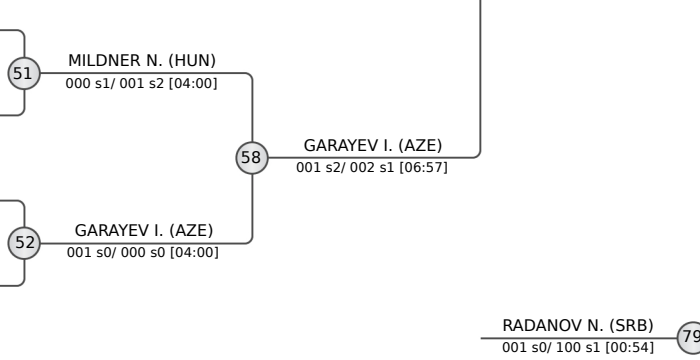 51
MILDNER N. (HUN)
000 s1/ 001 s2 [04:00]
58
GARAYEV I. (AZE)
001 s2/ 002 s1 [06:57]
52
GARAYEV I. (AZE)
001 s0/ 000 s0 [04:00]
RADANOV N. (SRB)
001 s0/ 100 s1 [00:54]
79